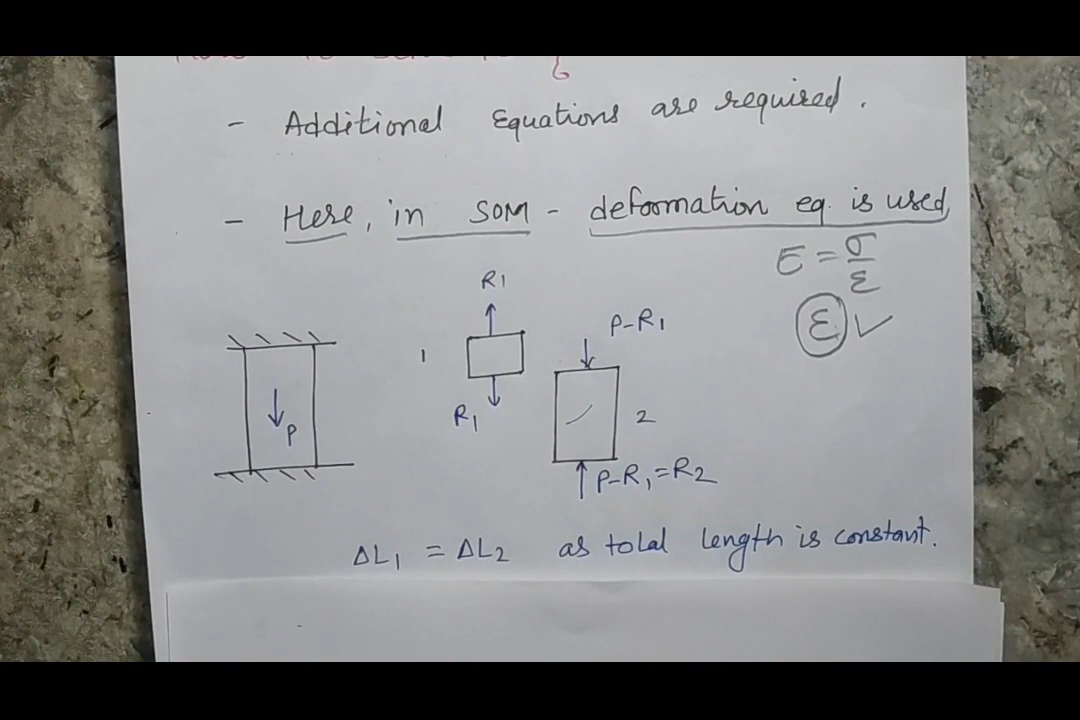 - Additional Equations are required.
- Here, in SOM - deformation eq. is used
E = σ/ε
ε ✓
R1
P-R1
1
P
R1
2
P-R1=R2
ΔL1 = ΔL2 as total length is constant.